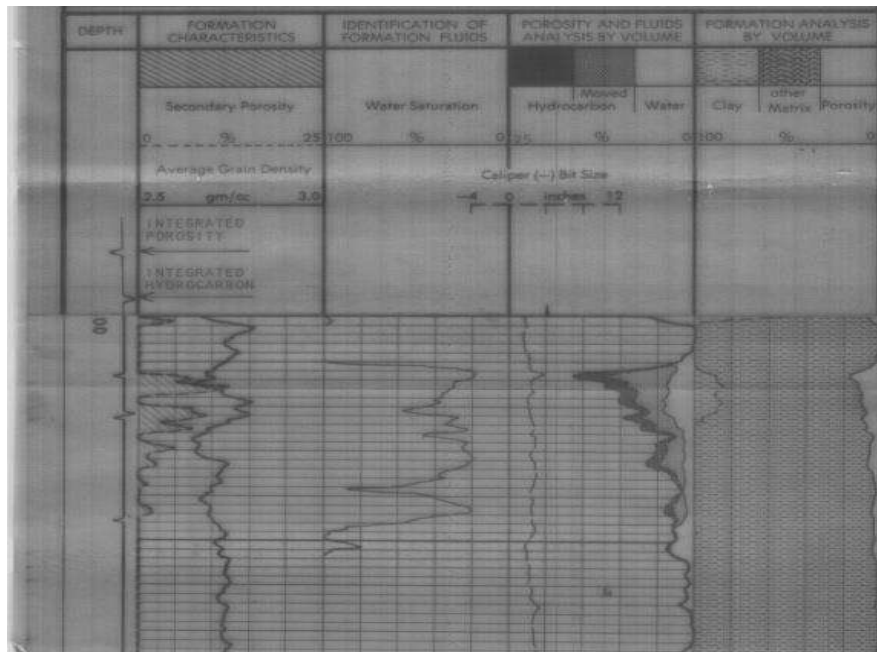 DEPTH
FORMATION CHARACTERISTICS
IDENTIFICATION OF FORMATION FLUIDS
POROSITY AND FLUIDS ANALYSIS BY VOLUME
FORMATION ANALYSIS BY VOLUME
Secondary Porosity
0 % 25
Average Grain Density
2.5 gm/cc 3.0
Water Saturation
100 % 0
Moved
Hydrocarbon
Water
% 0
Caliper (—) Bit Size
-4 0 inches 12
Clay
other
Matrix
Porosity
100 % 0
INTEGRATED
POROSITY
INTEGRATED
HYDROCARBON